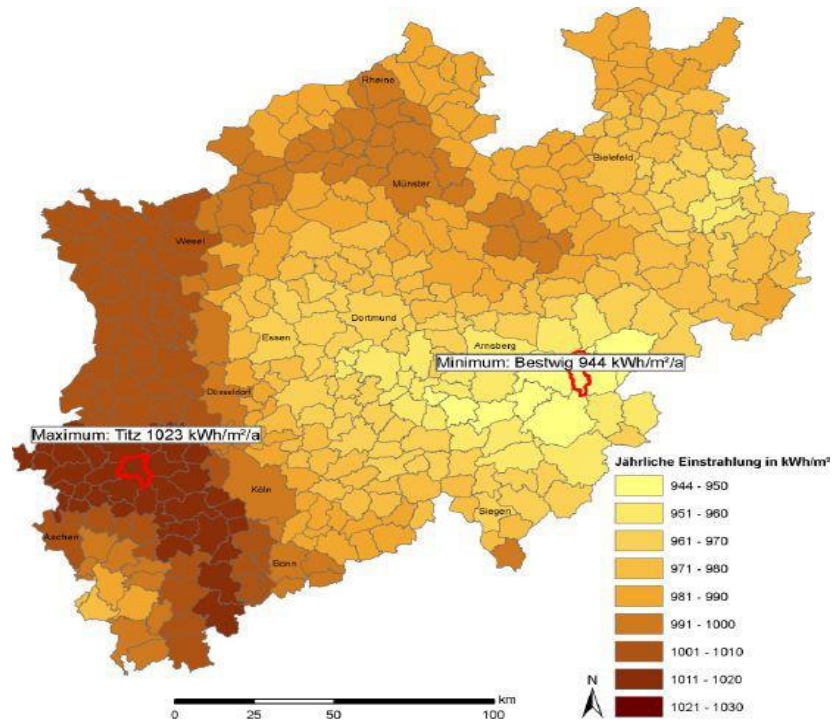 Rheine
Bielefeld
Münster
Wesel
Dortmund
Essen
Arnsberg
Minimum: Bestwig 944 kWh/m²/a
Düsseldorf
Maximum: Titz 1023 kWh/m²/a
Köln
Siegen
Aachen
Bonn
Jährliche Einstrahlung in kWh/m²
944 - 950
951 - 960
961 - 970
971 - 980
981 - 990
991 - 1000
1001 - 1010
1011 - 1020
1021 - 1030
N
km
0 25 50 100